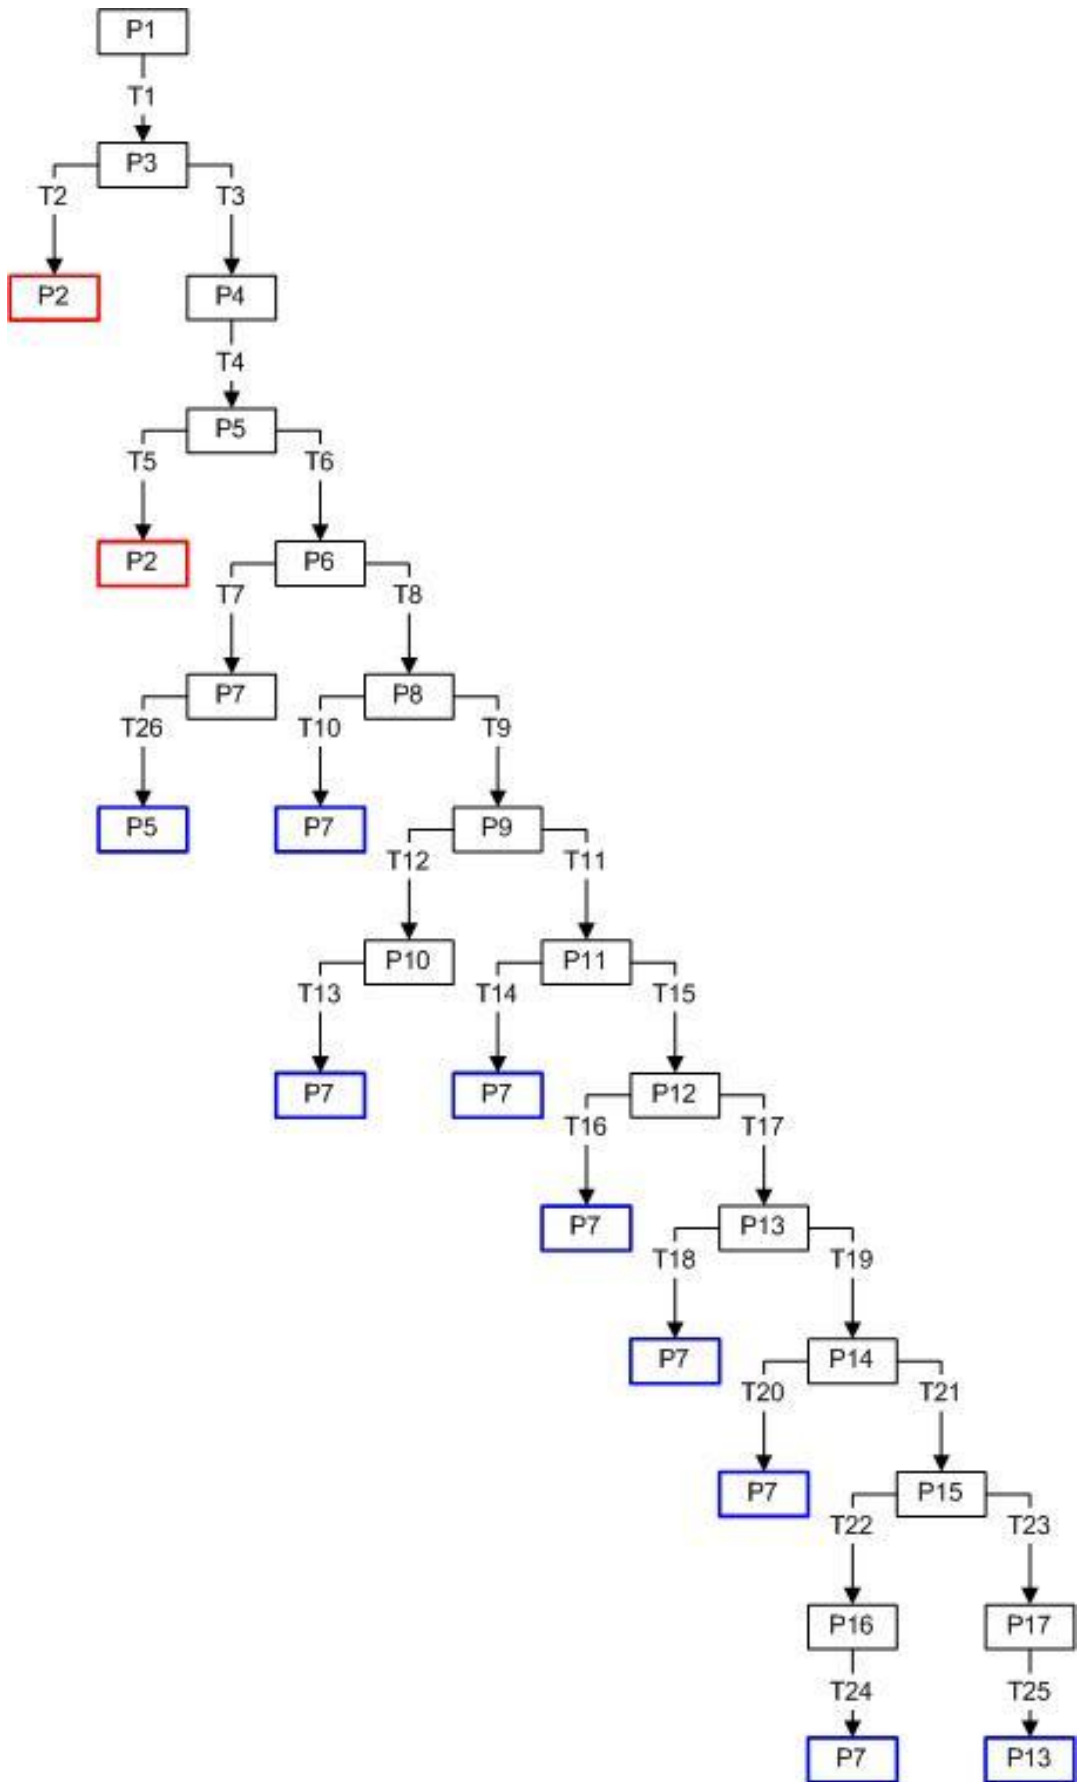 P1
T1
P3
T2 T3
P2 P4
T4
P5
T5 T6
P2 P6
T7 T8
P7 P8
T26 T10 T9
P5 P7 P9
T12 T11
P10 P11
T13 T14 T15
P7 P7 P12
T16 T17
P7 P13
T18 T19
P7 P14
T20 T21
P7 P15
T22 T23
P16 P17
T24 T25
P7 P13